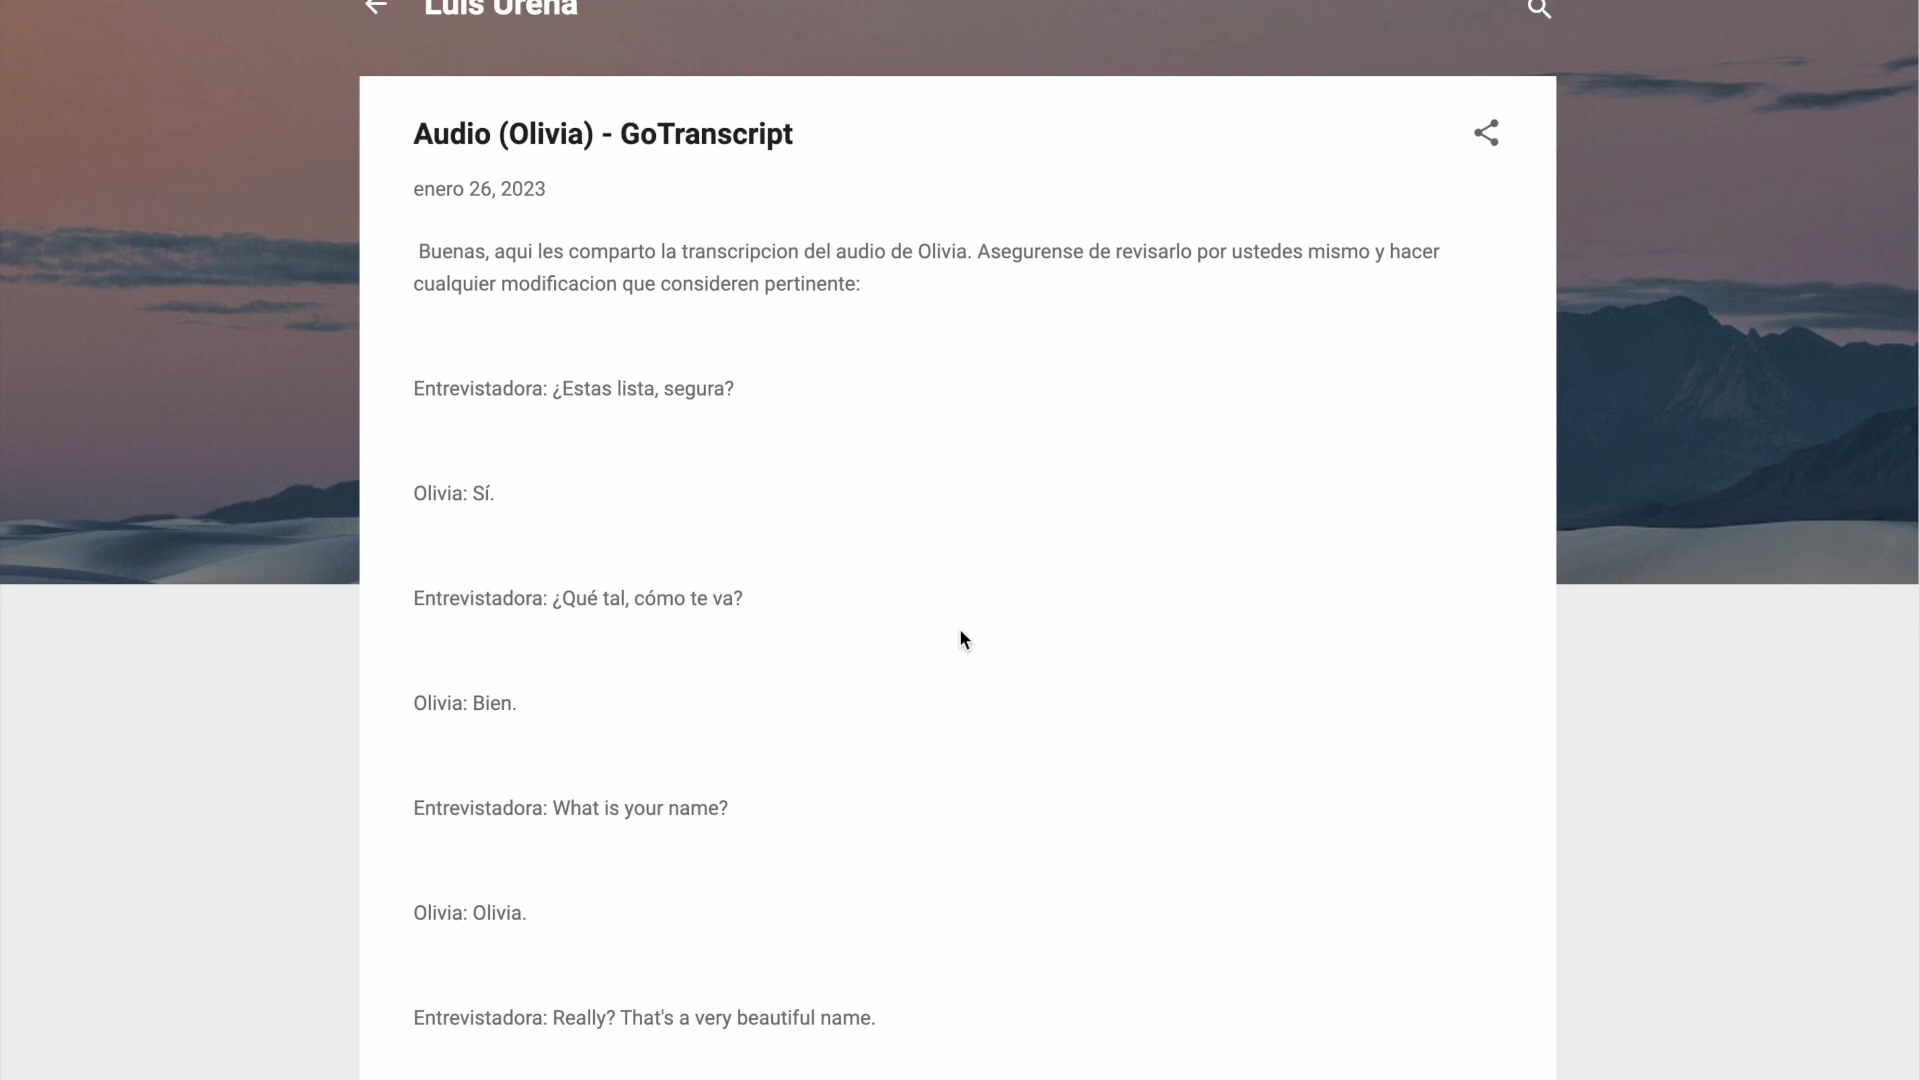 Luis Ureña
Audio (Olivia) - GoTranscript
enero 26, 2023
Buenas, aqui les comparto la transcripcion del audio de Olivia. Asegurense de revisarlo por ustedes mismo y hacer
cualquier modificacion que consideren pertinente:
Entrevistadora: ¿Estas lista, segura?
Olivia: Sí.
Entrevistadora: ¿Qué tal, cómo te va?
Olivia: Bien.
Entrevistadora: What is your name?
Olivia: Olivia.
Entrevistadora: Really? That's a very beautiful name.